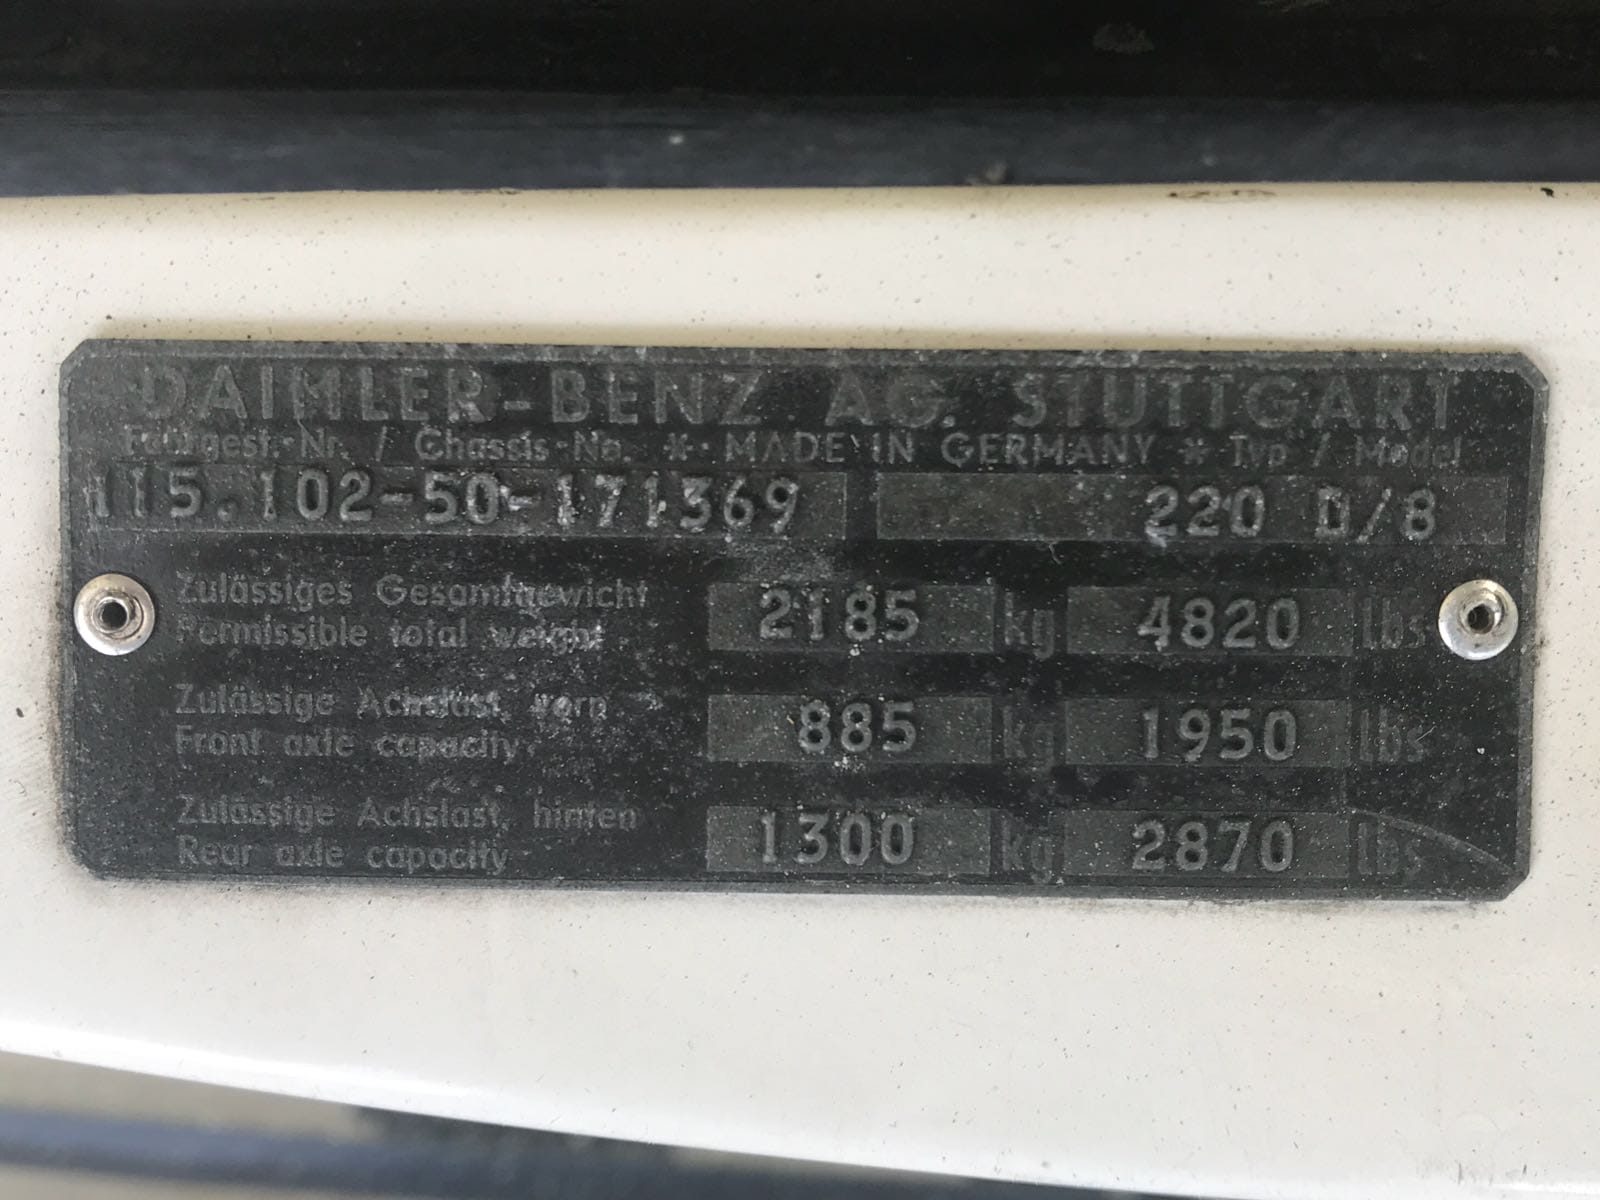 DAIMLER-BENZ AG. STUTTGART
Fahrgest.-Nr. / Chassis-No. * MADE IN GERMANY * Typ / Model
115.102-50-171369 220 D/8
Zulässiges Gesamtgewicht
Permissible total weight 2185 kg 4820 lbs
Zulässige Achslast, vorn
Front axle capacity 885 kg 1950 lbs
Zulässige Achslast, hinten
Rear axle capacity 1300 kg 2870 lbs